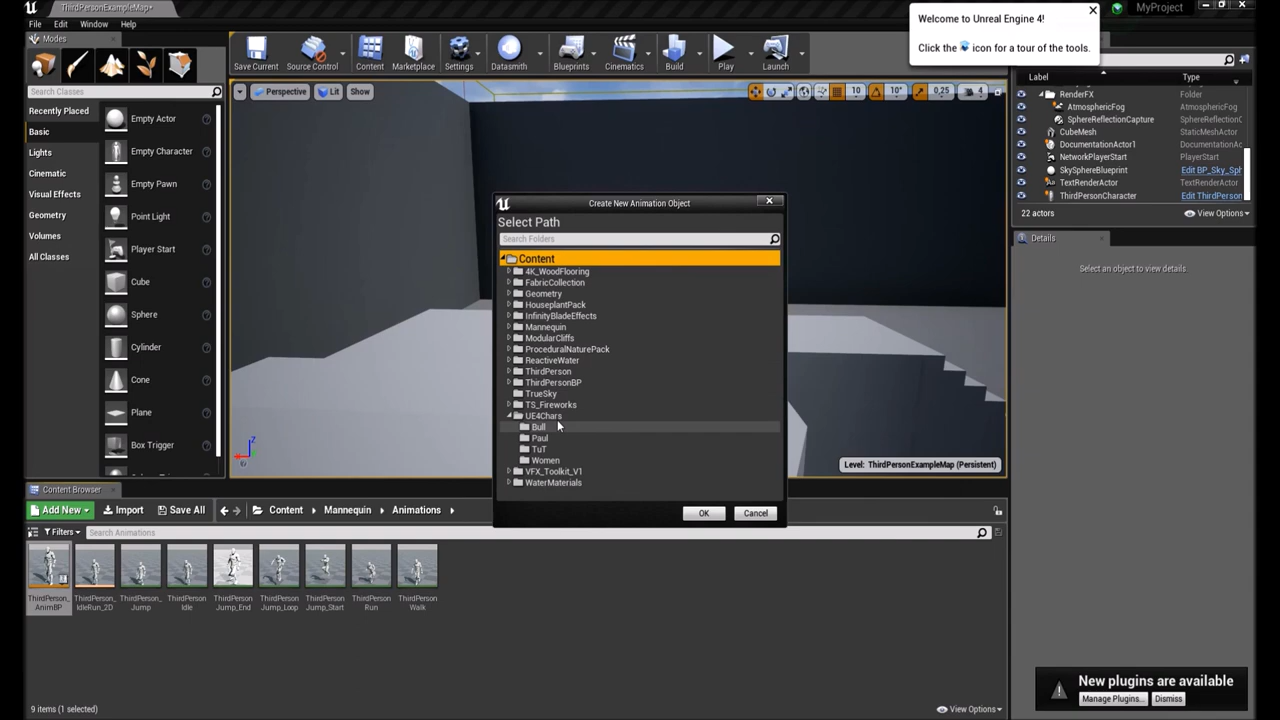 ThirdPersonExampleMap*
MyProject
File Edit Window Help
Welcome to Unreal Engine 4!
Click the icon for a tour of the tools.
Modes
Search Classes
Recently Placed
Basic
Lights
Cinematic
Visual Effects
Geometry
Volumes
All Classes
Empty Actor
Empty Character
Empty Pawn
Point Light
Player Start
Cube
Sphere
Cylinder
Cone
Plane
Box Trigger
Save Current Source Control Content Marketplace Settings Datasmith Blueprints Cinematics Build Play Launch
Perspective Lit Show
10 10° 0,25 4
Create New Animation Object
Select Path
Search Folders
Content
4K_WoodFlooring
FabricCollection
Geometry
HouseplantPack
InfinityBladeEffects
Mannequin
ModularCliffs
ProceduralNaturePack
ReactiveWater
ThirdPerson
ThirdPersonBP
TrueSky
TS_Fireworks
UE4Chars
Bull
Paul
TuT
Women
VFX_Toolkit_V1
WaterMaterials
OK Cancel
Level: ThirdPersonExampleMap (Persistent)
Label Type
RenderFX Folder
AtmosphericFog AtmosphericFog
SphereReflectionCapture SphereReflectionC
CubeMesh StaticMeshActor
DocumentationActor1 DocumentationActor
NetworkPlayerStart PlayerStart
SkySphereBlueprint Edit BP_Sky_Sph
TextRenderActor TextRenderActor
ThirdPersonCharacter Edit ThirdPerson
22 actors View Options
Details
Select an object to view details.
Content Browser
Add New Import Save All Content Mannequin Animations
Filters Search Animations
ThirdPerson_
AnimBP
ThirdPerson_
IdleRun_2D
ThirdPerson_
Jump
ThirdPerson
Idle
ThirdPerson
Jump_End
ThirdPerson
Jump_Loop
ThirdPerson
Jump_Start
ThirdPerson
Run
ThirdPerson
Walk
9 items (1 selected) View Options
New plugins are available
Manage Plugins... Dismiss